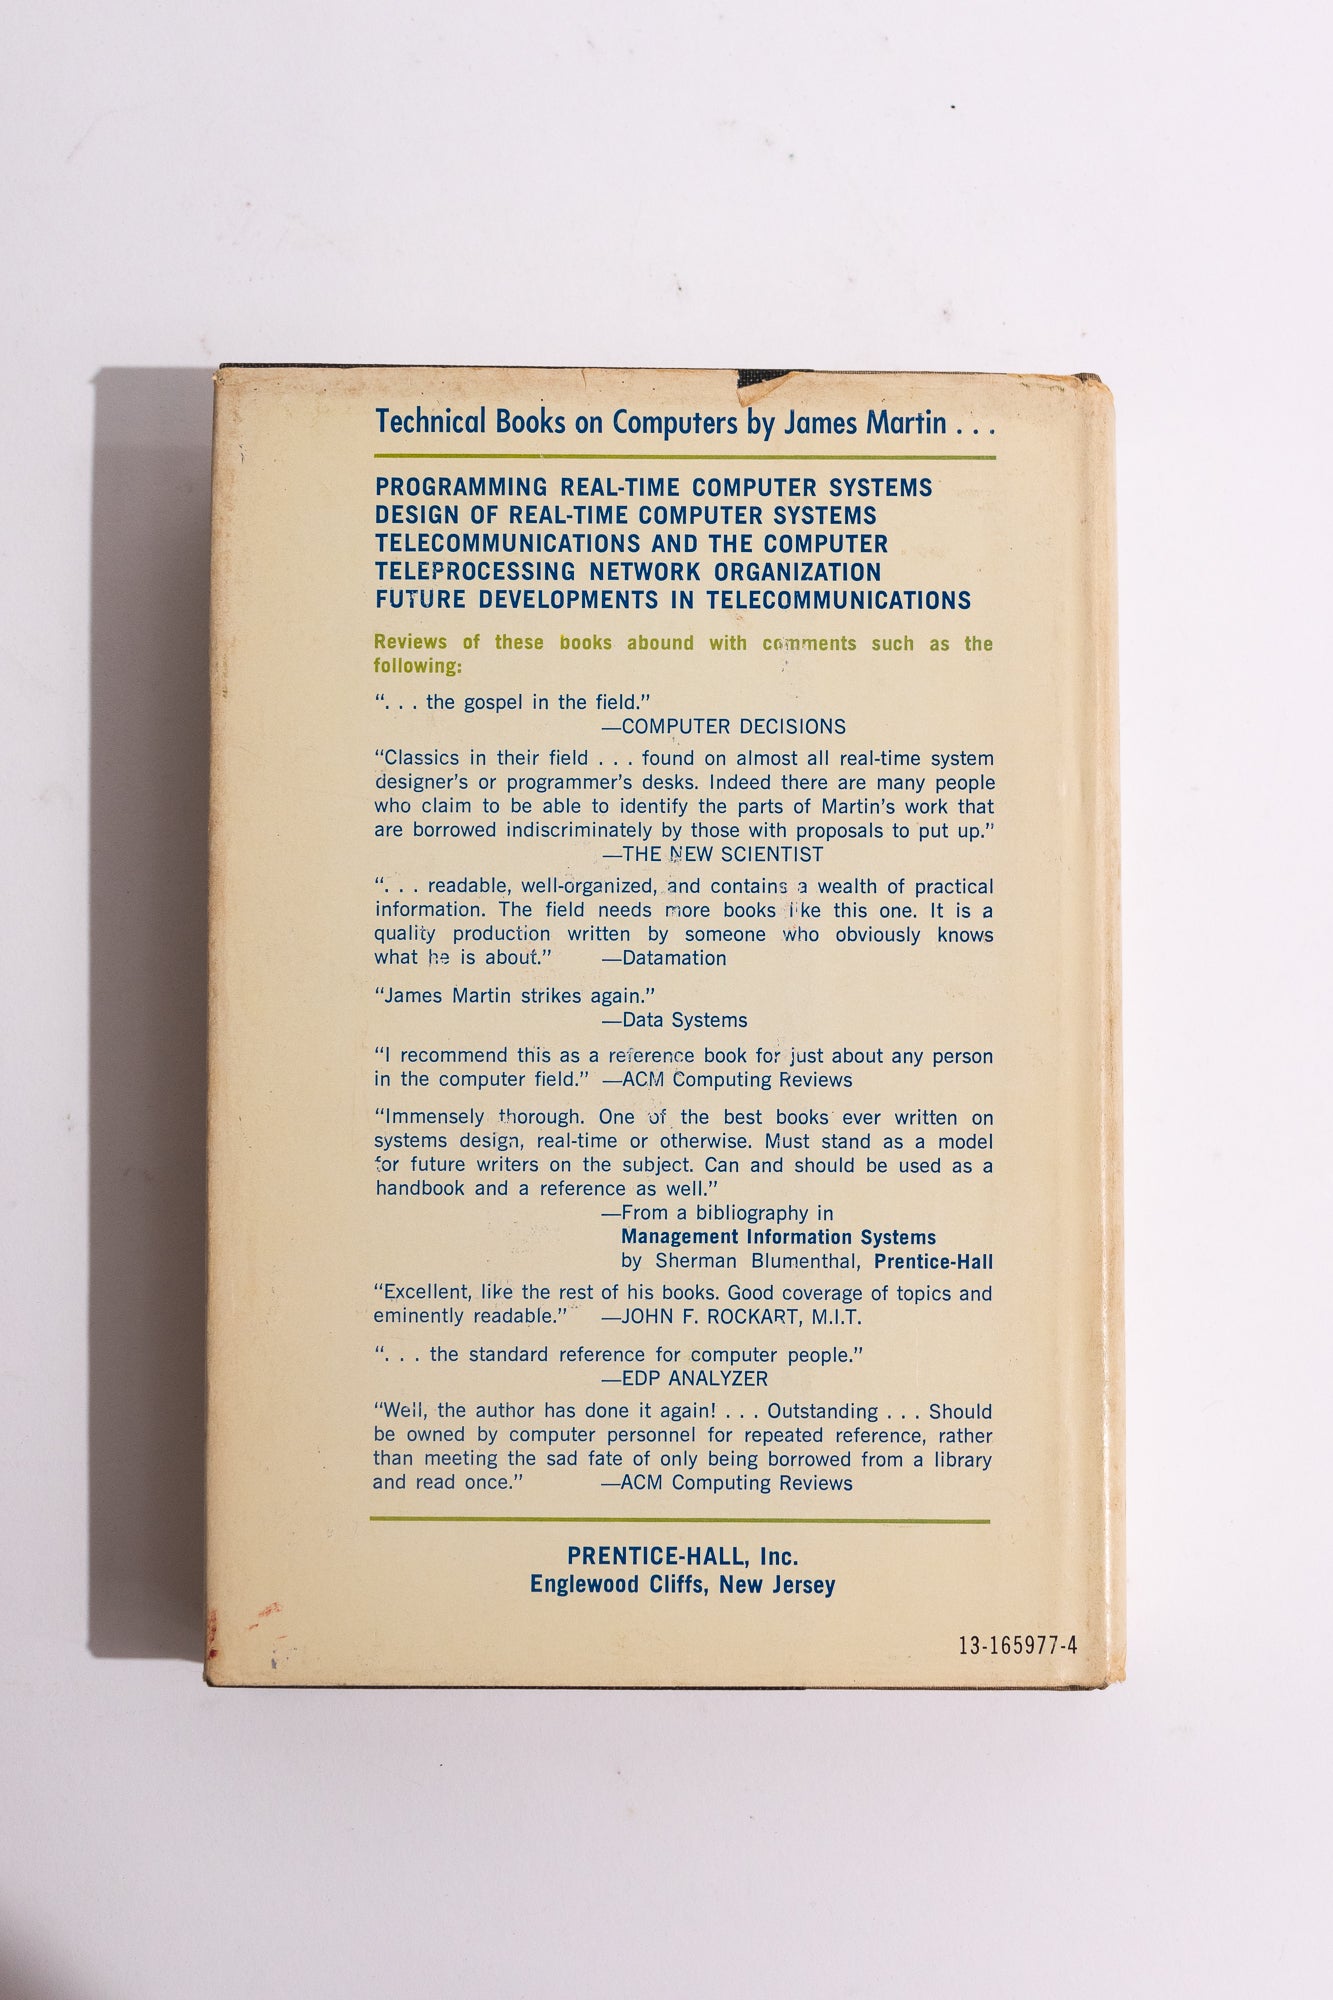 Technical Books on Computers by James Martin . . .
PROGRAMMING REAL-TIME COMPUTER SYSTEMS
DESIGN OF REAL-TIME COMPUTER SYSTEMS
TELECOMMUNICATIONS AND THE COMPUTER
TELEPROCESSING NETWORK ORGANIZATION
FUTURE DEVELOPMENTS IN TELECOMMUNICATIONS
Reviews of these books abound with comments such as the
following:
“. . . the gospel in the field.”
—COMPUTER DECISIONS
“Classics in their field . . . found on almost all real-time system
designer’s or programmer’s desks. Indeed there are many people
who claim to be able to identify the parts of Martin’s work that
are borrowed indiscriminately by those with proposals to put up.”
—THE NEW SCIENTIST
“. . . readable, well-organized, and contains a wealth of practical
information. The field needs more books like this one. It is a
quality production written by someone who obviously knows
what he is about.” —Datamation
“James Martin strikes again.”
—Data Systems
“I recommend this as a reference book for just about any person
in the computer field.” —ACM Computing Reviews
“Immensely thorough. One of the best books ever written on
systems design, real-time or otherwise. Must stand as a model
for future writers on the subject. Can and should be used as a
handbook and a reference as well.”
—From a bibliography in
Management Information Systems
by Sherman Blumenthal, Prentice-Hall
“Excellent, like the rest of his books. Good coverage of topics and
eminently readable.” —JOHN F. ROCKART, M.I.T.
“. . . the standard reference for computer people.”
—EDP ANALYZER
“Well, the author has done it again! . . . Outstanding . . . Should
be owned by computer personnel for repeated reference, rather
than meeting the sad fate of only being borrowed from a library
and read once.” —ACM Computing Reviews
PRENTICE-HALL, Inc.
Englewood Cliffs, New Jersey
13-165977-4